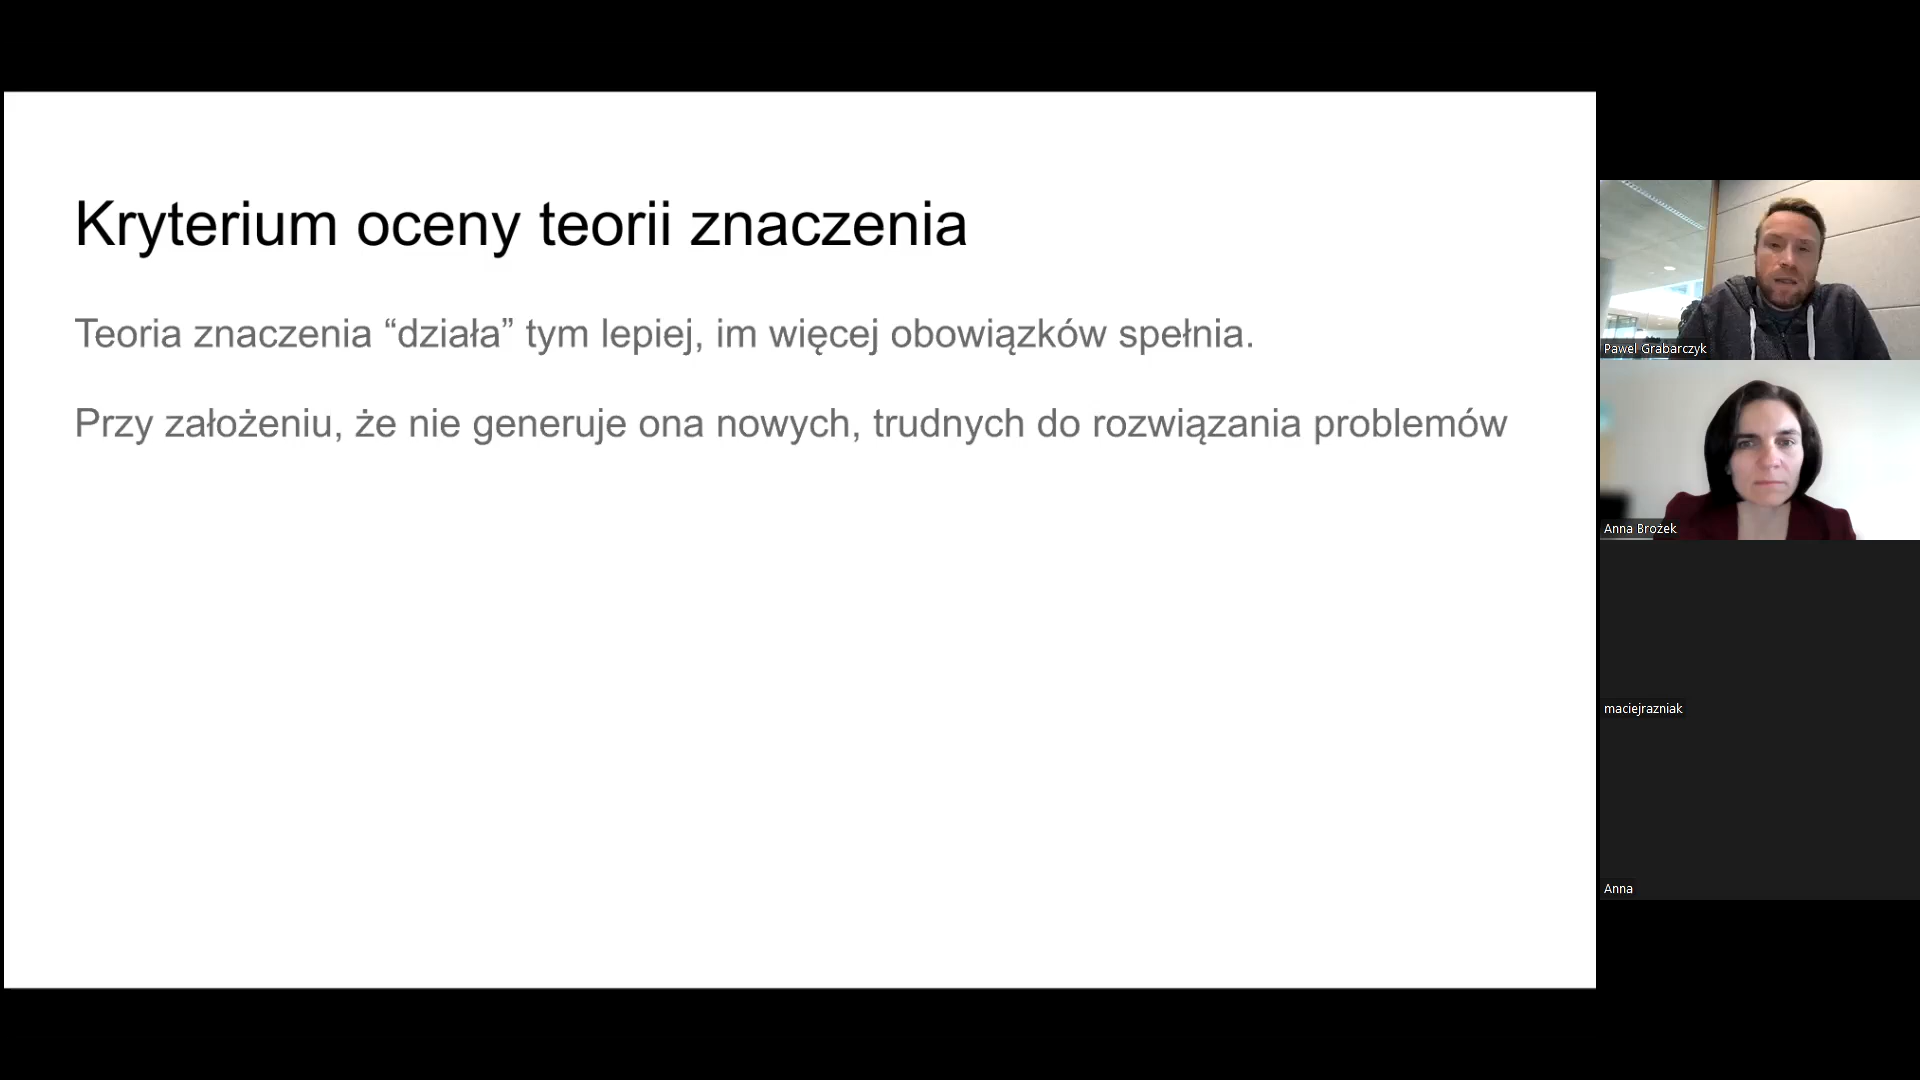 Kryterium oceny teorii znaczenia
Teoria znaczenia “działa” tym lepiej, im więcej obowiązków spełnia.
Przy założeniu, że nie generuje ona nowych, trudnych do rozwiązania problemów
Pawel Grabarczyk
Anna Brożek
maciejrazniak
Anna